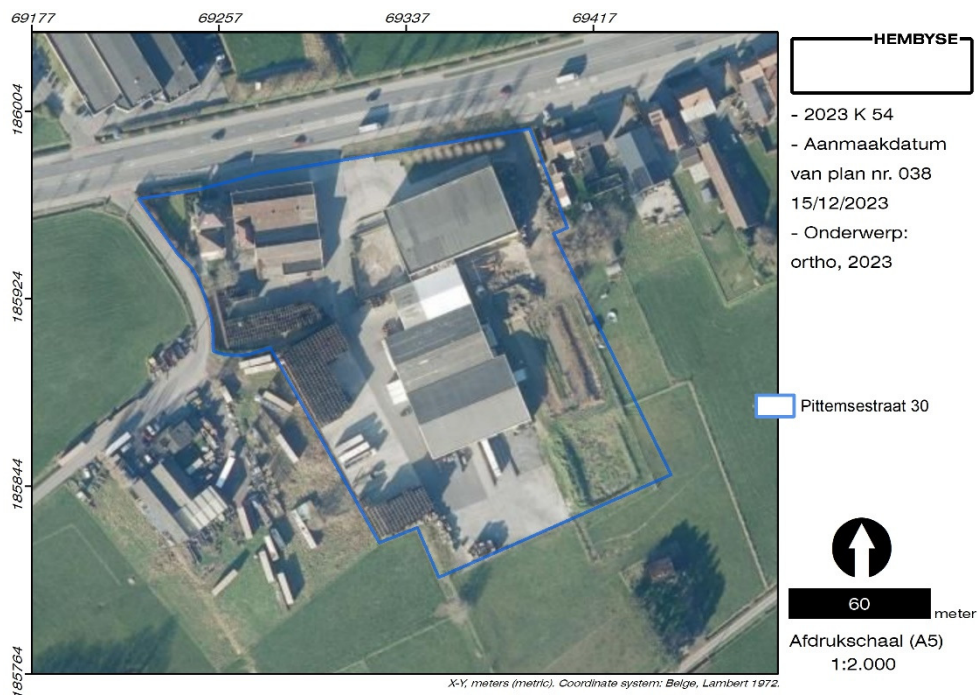 69177 69257 69337 69417
186004
185924
185844
185764
HEMBYSE
- 2023 K 54
- Aanmaakdatum
van plan nr. 038
15/12/2023
- Onderwerp:
ortho, 2023
Pittemsestraat 30
60 meter
Afdrukschaal (A5)
1:2.000
X-Y, meters (metric). Coordinate system: Belge, Lambert 1972.